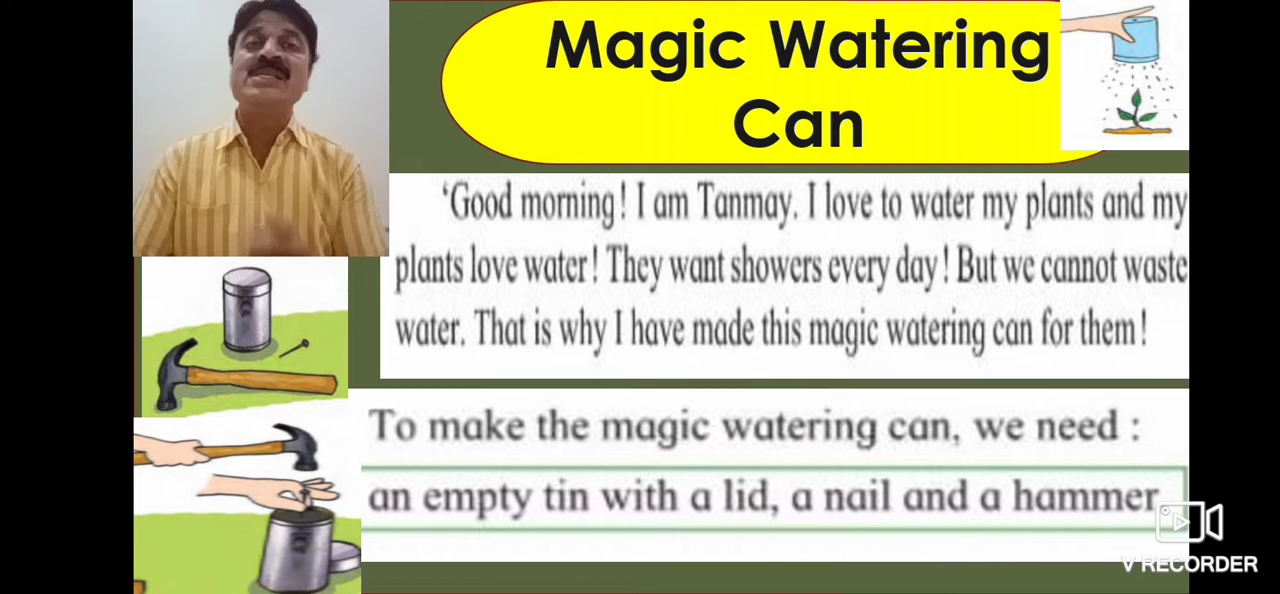 Magic Watering
Can
‘Good morning! I am Tanmay. I love to water my plants and my
plants love water! They want showers every day! But we cannot waste
water. That is why I have made this magic watering can for them!
To make the magic watering can, we need :
an empty tin with a lid, a nail and a hammer
V RECORDER